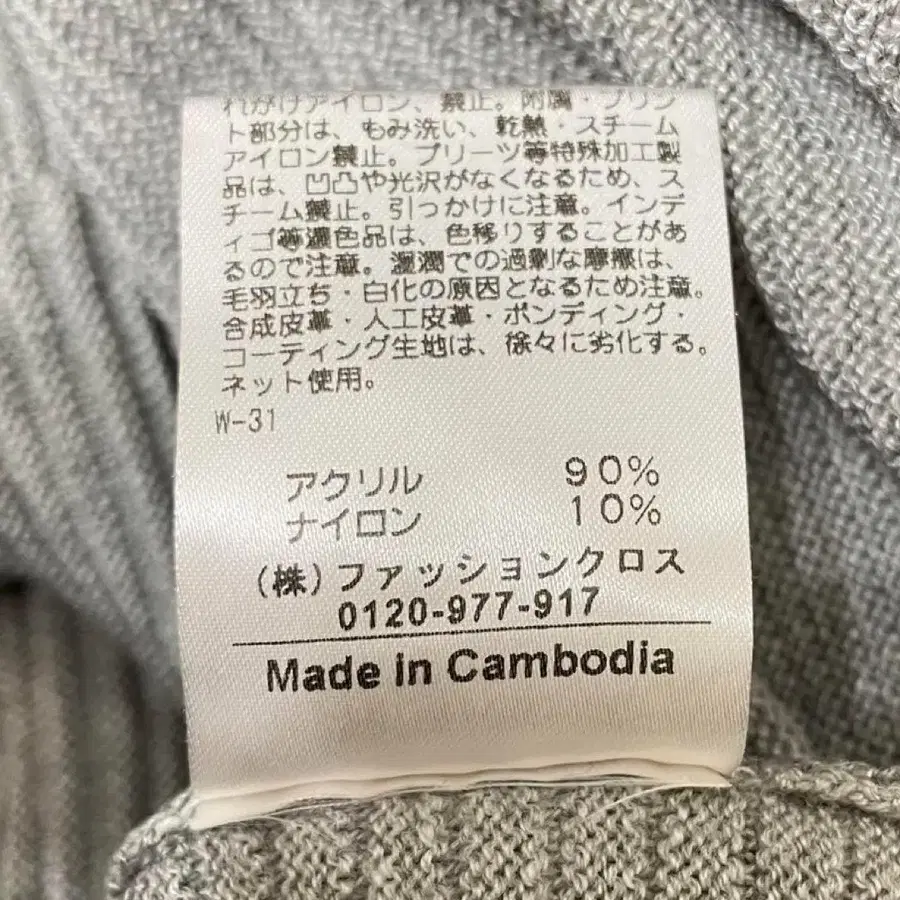 れがけアイロン、禁止。附属・プリン
ト部分は、もみ洗い、乾熱・スチーム
アイロン禁止。プリーツ等特殊加工製
品は、凹凸や光沢がなくなるため、ス
チーム禁止。引っかけに注意。インデ
ィゴ等濃色品は、色移りすることがあ
るので注意。湿潤での過剰な摩擦は、
毛羽立ち・白化の原因となるため注意。
合成皮革・人工皮革・ボンディング・
コーティング生地は、徐々に劣化する。
ネット使用。
W-31
アクリル 90%
ナイロン 10%
(株)ファッションクロス
0120-977-917
Made in Cambodia